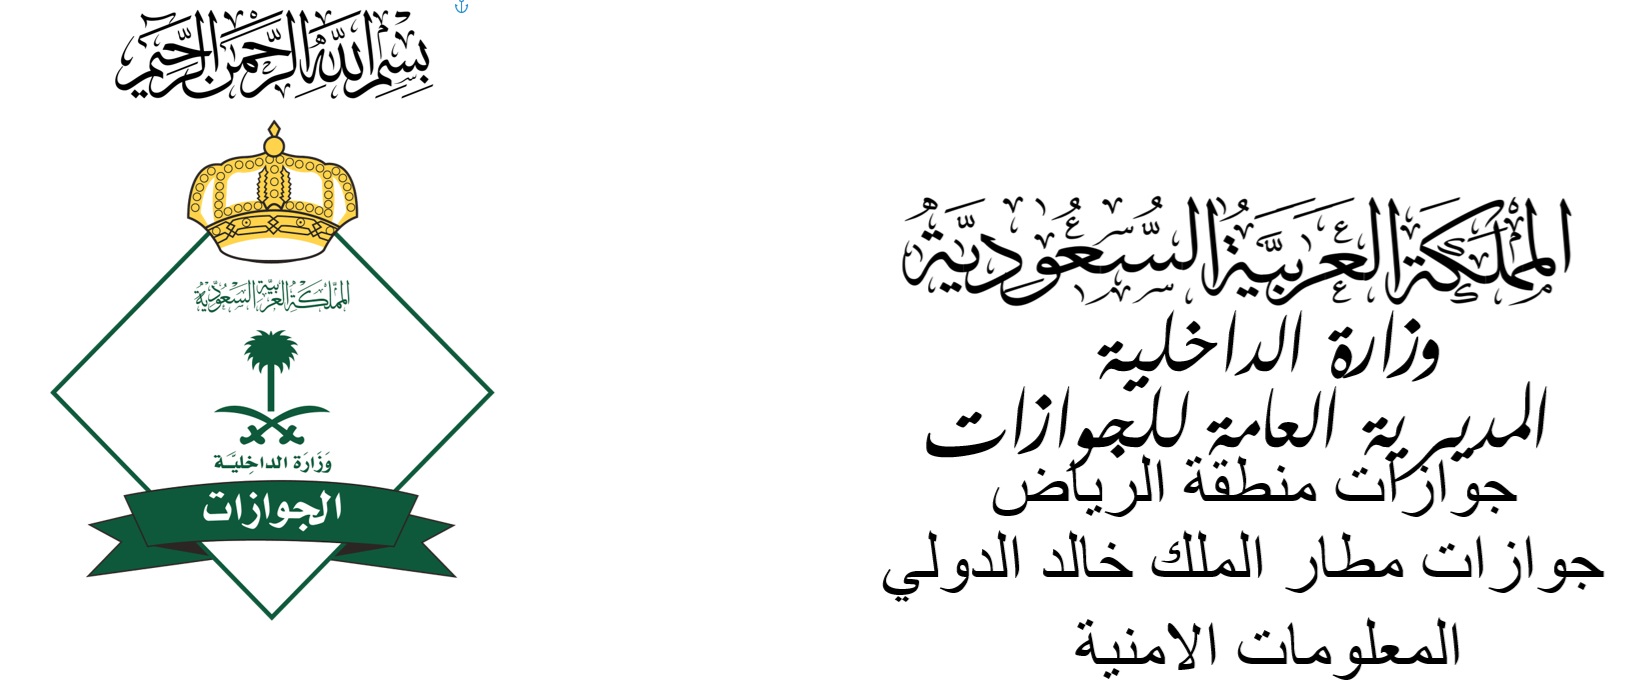 بسم الله الرحمن الرحيم
المملكة العربية السعودية
وزارة الداخلية
المديرية العامة للجوازات
جوازات منطقة الرياض
جوازات مطار الملك خالد الدولي
المعلومات الامنية
المملكة العربية السعودية
وزارة الداخلية
الجوازات